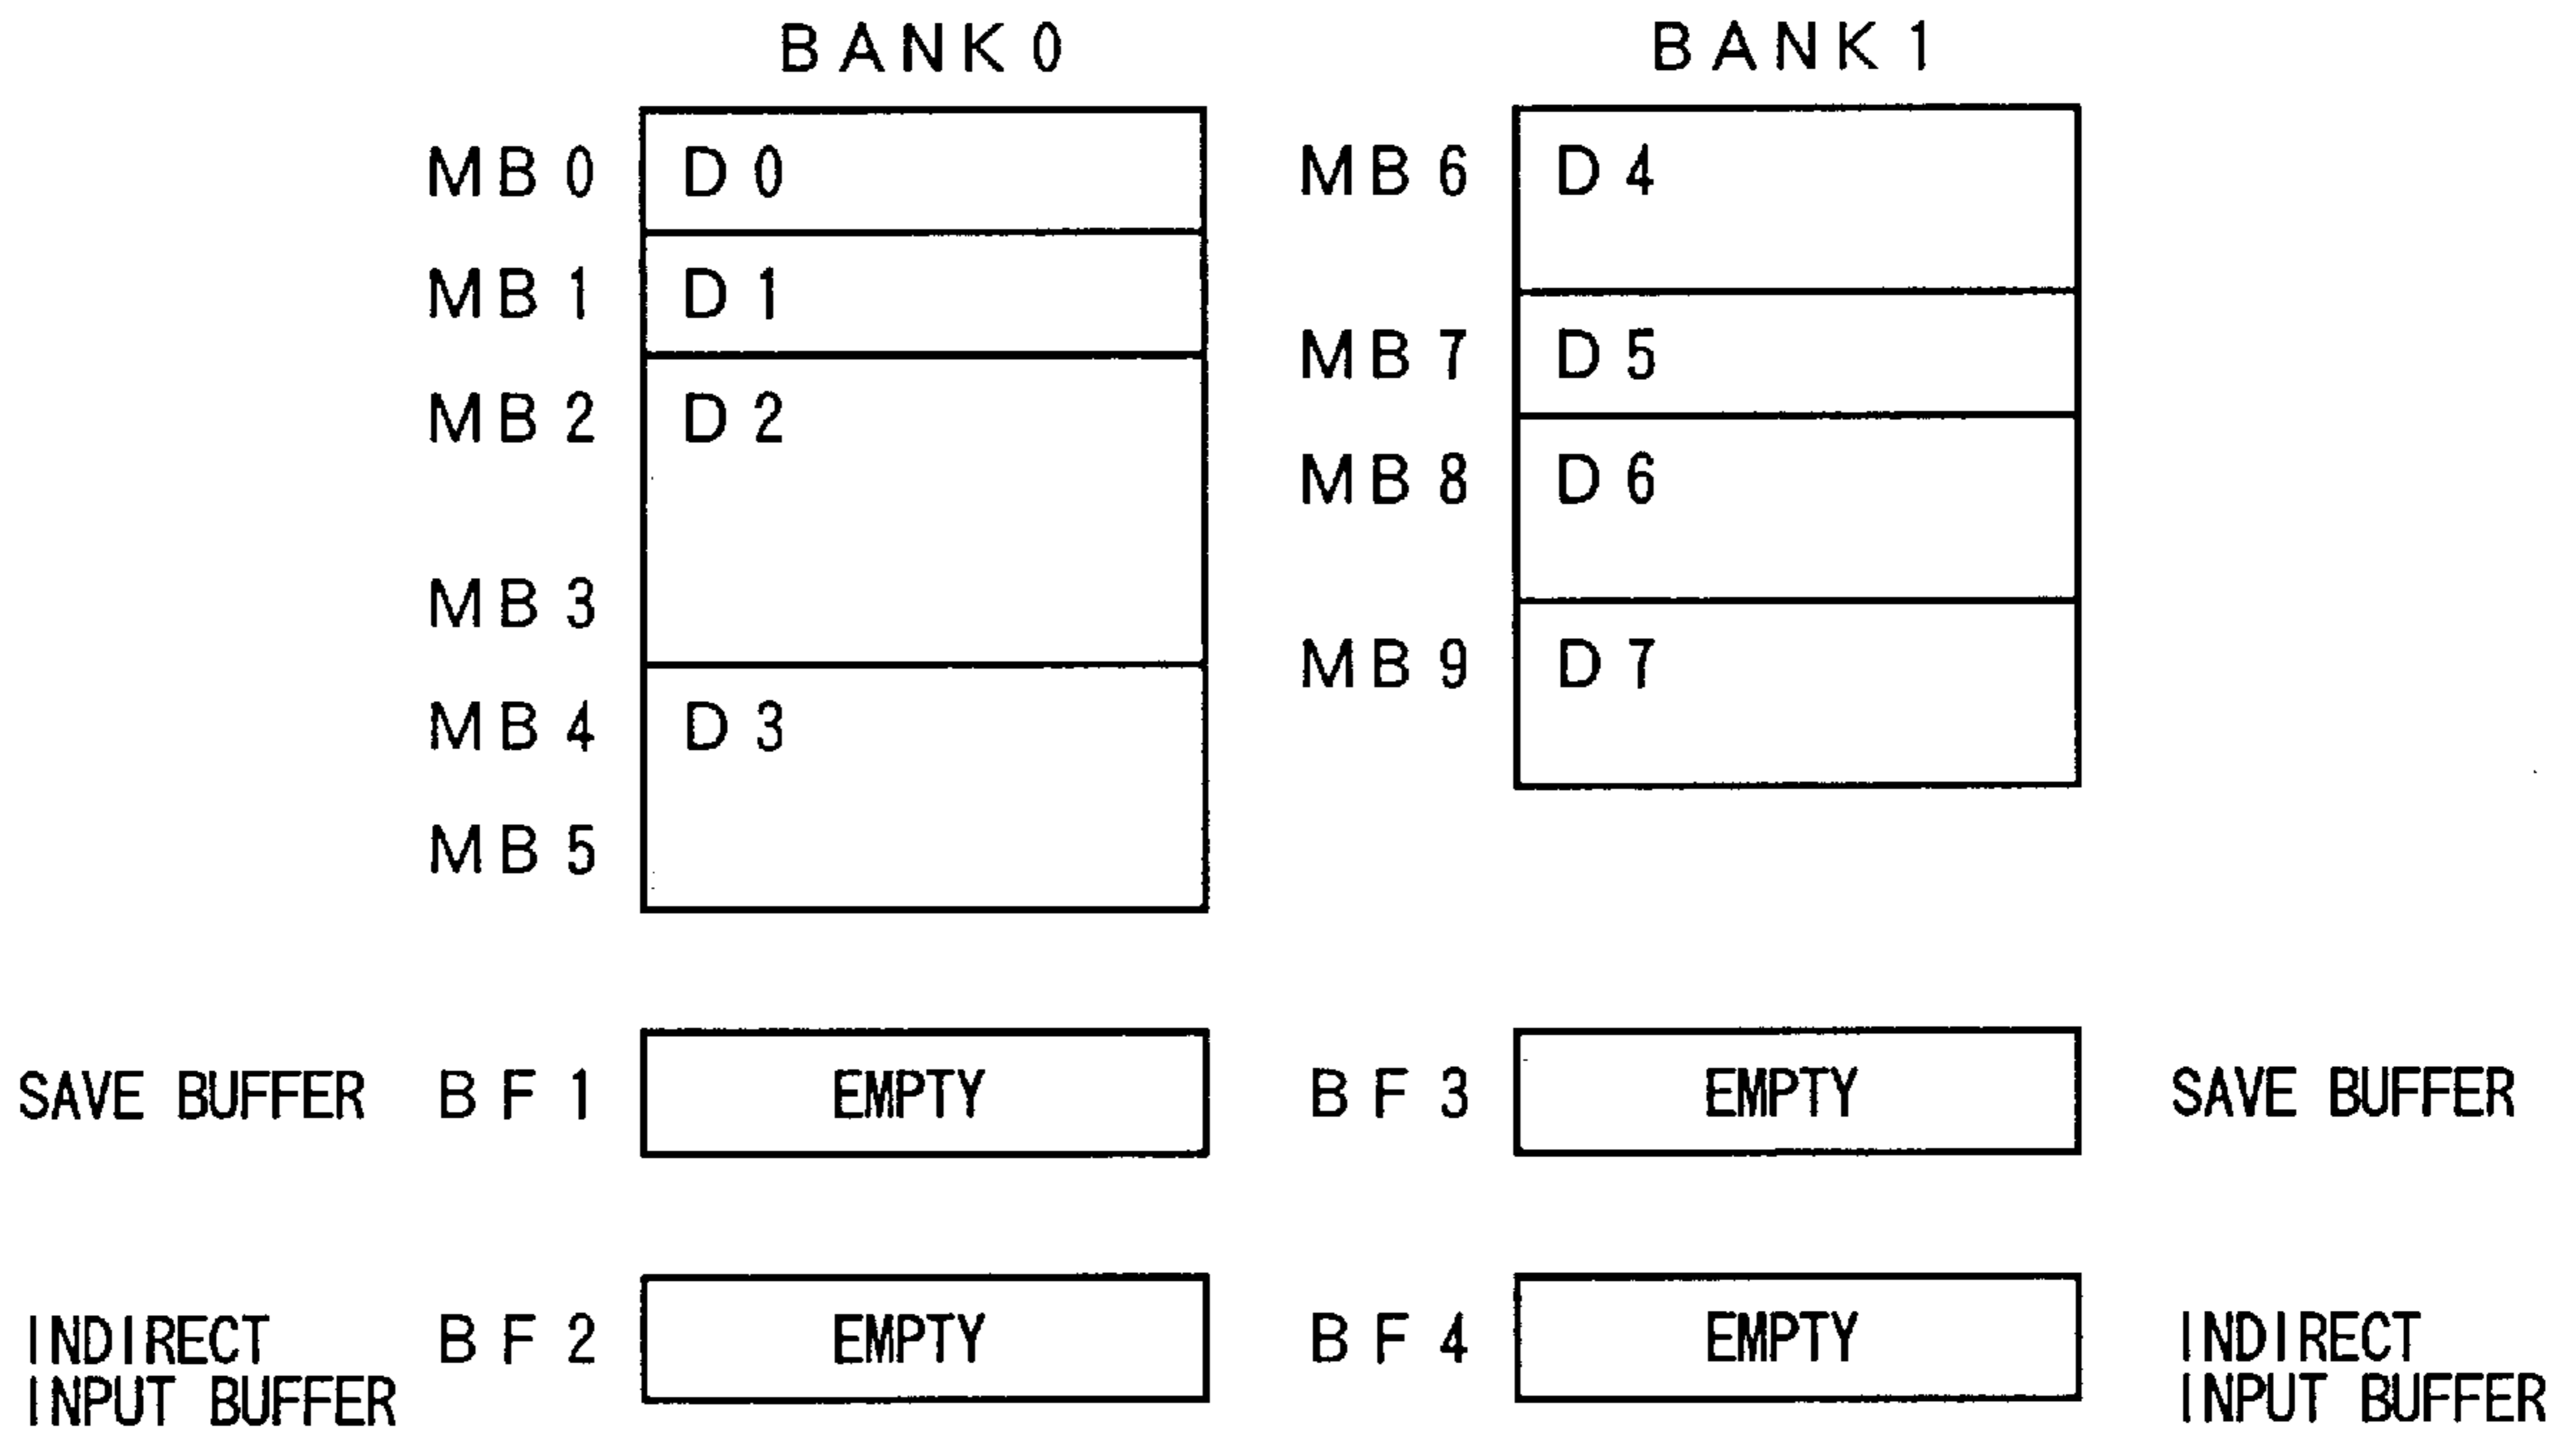 BANK0 BANK1
MB0 D0 MB6 D4
MB1 D1
MB7 D5
MB2 D2
MB8 D6
MB3
MB9 D7
MB4 D3
MB5
SAVE BUFFER BF1 EMPTY BF3 EMPTY SAVE BUFFER
INDIRECT BF2 EMPTY BF4 EMPTY INDIRECT
INPUT BUFFER INPUT BUFFER